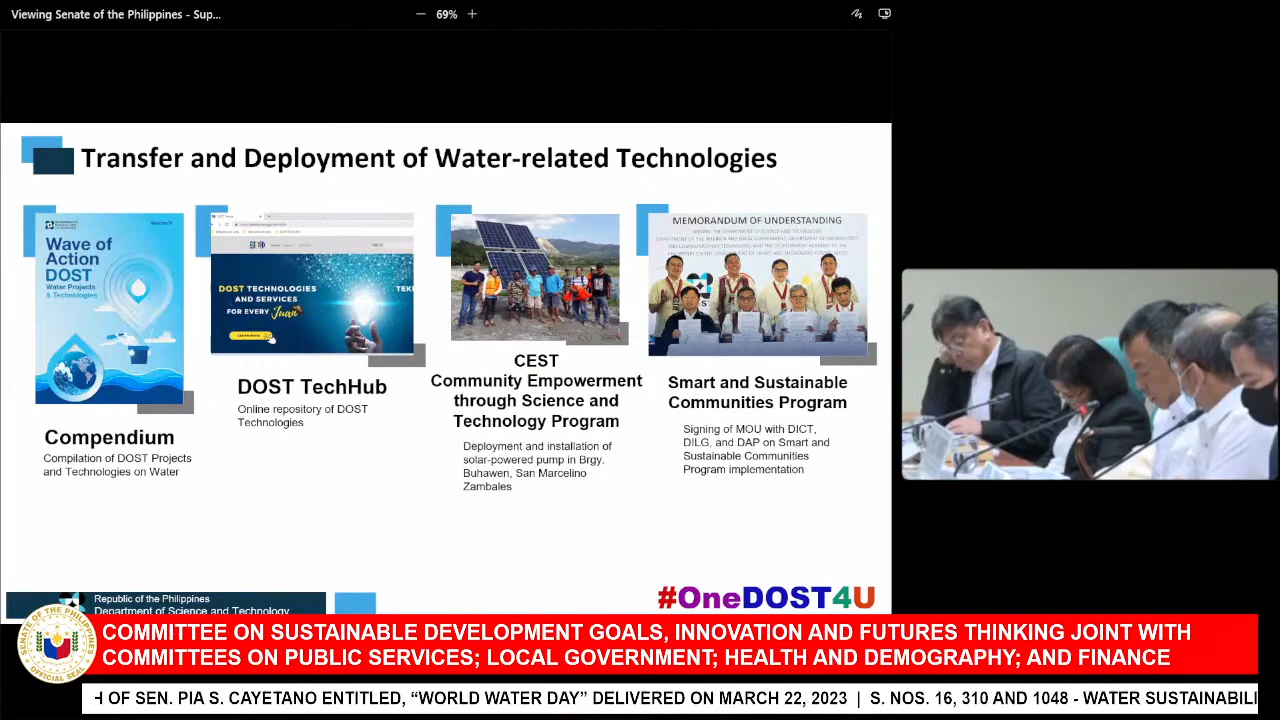 Viewing Senate of the Philippines - Sup...
69%
Transfer and Deployment of Water-related Technologies
Wave of
Action
DOST
Water Projects
& Technologies
Compendium
Compilation of DOST Projects
and Technologies on Water
DOST TECHNOLOGIES
AND SERVICES
FOR EVERY Juan
DOST TechHub
Online repository of DOST
Technologies
CEST
Community Empowerment
through Science and
Technology Program
Deployment and installation of
solar-powered pump in Brgy.
Buhawen, San Marcelino
Zambales
MEMORANDUM OF UNDERSTANDING
Smart and Sustainable
Communities Program
Signing of MOU with DICT,
DILG, and DAP on Smart and
Sustainable Communities
Program implementation
Republic of the Philippines
Department of Science and Technology
#OneDOST4U
SENATE OF THE PHILIPPINES
OFFICIAL SEAL
COMMITTEE ON SUSTAINABLE DEVELOPMENT GOALS, INNOVATION AND FUTURES THINKING JOINT WITH
COMMITTEES ON PUBLIC SERVICES; LOCAL GOVERNMENT; HEALTH AND DEMOGRAPHY; AND FINANCE
H OF SEN. PIA S. CAYETANO ENTITLED, “WORLD WATER DAY” DELIVERED ON MARCH 22, 2023 | S. NOS. 16, 310 AND 1048 - WATER SUSTAINABILI